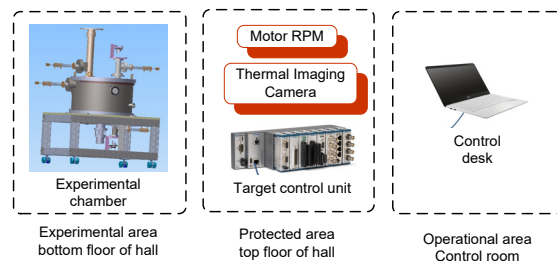 Motor RPM
Thermal Imaging
Camera
Experimental
chamber
Target control unit
Control
desk
Experimental area
bottom floor of hall
Protected area
top floor of hall
Operational area
Control room